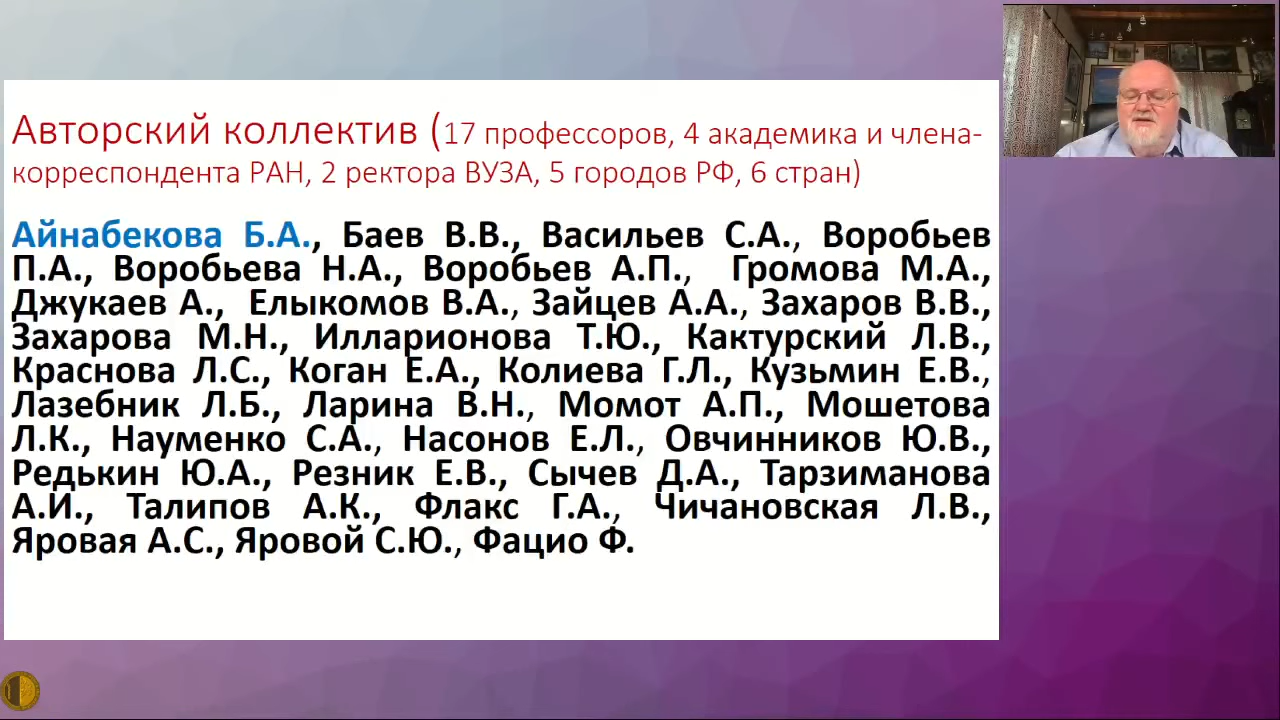 Авторский коллектив (17 профессоров, 4 академика и члена-
корреспондента РАН, 2 ректора ВУЗА, 5 городов РФ, 6 стран)
Айнабекова Б.А., Баев В.В., Васильев С.А., Воробьев
П.А., Воробьева Н.А., Воробьев А.П., Громова М.А.,
Джукаев А., Елыкомов В.А., Зайцев А.А., Захаров В.В.,
Захарова М.Н., Илларионова Т.Ю., Кактурский Л.В.,
Краснова Л.С., Коган Е.А., Колиева Г.Л., Кузьмин Е.В.,
Лазебник Л.Б., Ларина В.Н., Момот А.П., Мошетова
Л.К., Науменко С.А., Насонов Е.Л., Овчинников Ю.В.,
Редькин Ю.А., Резник Е.В., Сычев Д.А., Тарзиманова
А.И., Талипов А.К., Флакс Г.А., Чичановская Л.В.,
Яровая А.С., Яровой С.Ю., Фацио Ф.